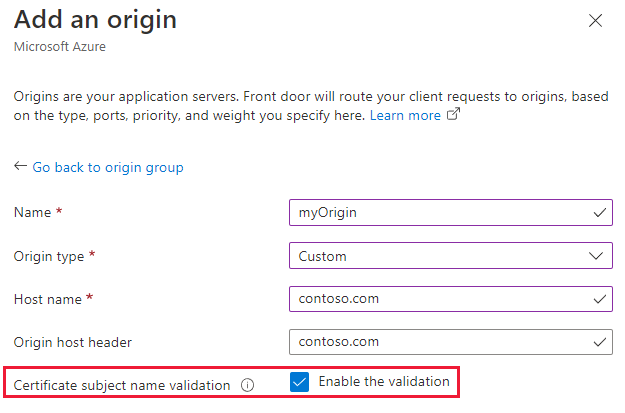 Add an origin
Microsoft Azure
Origins are your application servers. Front door will route your client requests to origins, based
on the type, ports, priority, and weight you specify here. Learn more
Go back to origin group
Name * myOrigin
Origin type * Custom
Host name * contoso.com
Origin host header contoso.com
Certificate subject name validation Enable the validation